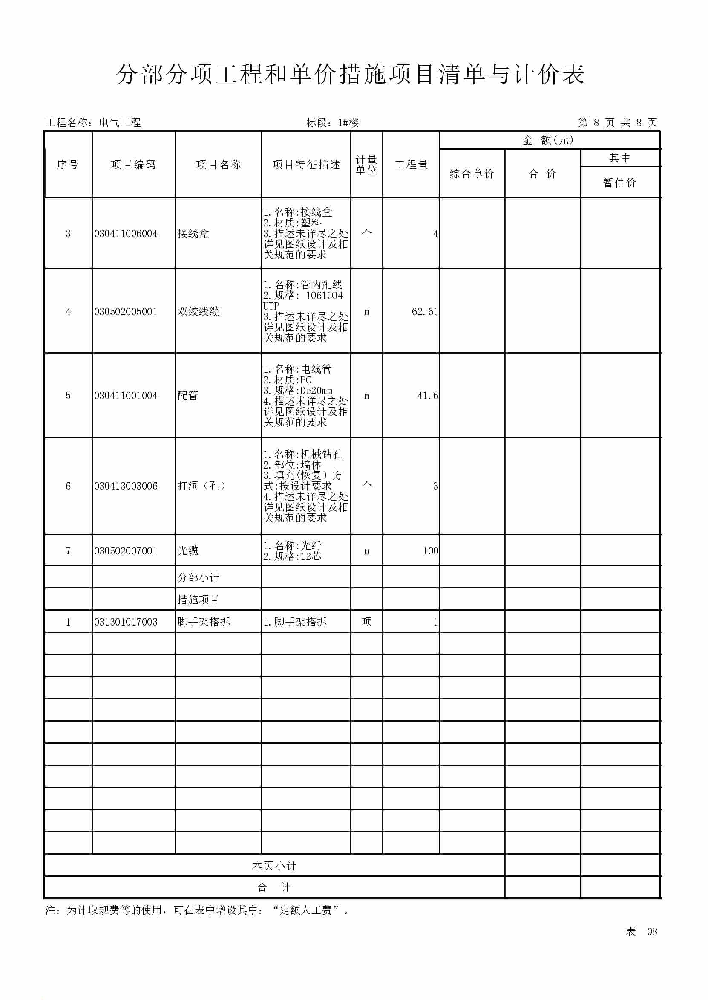 分部分项工程和单价措施项目清单与计价表
工程名称：电气工程 标段：1#楼 第 8 页 共 8 页
序号 项目编码 项目名称 项目特征描述 计量单位 工程量 金 额(元)
综合单价 合 价 其中
暂估价
3 030411006004 接线盒 1.名称:接线盒
2.材质:塑料
3.描述未详尽之处
详见图纸设计及相
关规范的要求
个 4
4 030502005001 双绞线缆 1.名称:管内配线
2.规格: 1061004
UTP
3.描述未详尽之处
详见图纸设计及相
关规范的要求
m 62.61
5 030411001004 配管 1.名称:电线管
2.材质:PC
3.规格:De20mm
4.描述未详尽之处
详见图纸设计及相
关规范的要求
m 41.6
6 030413003006 打洞（孔） 1.名称:机械钻孔
2.部位:墙体
3.填充(恢复）方
式:按设计要求
4.描述未详尽之处
详见图纸设计及相
关规范的要求
个 3
7 030502007001 光缆 1.名称:光纤
2.规格:12芯
m 100
分部小计
措施项目
1 031301017003 脚手架搭拆 1.脚手架搭拆 项 1
本页小计
合 计
注：为计取规费等的使用，可在表中增设其中：“定额人工费”。
表—08